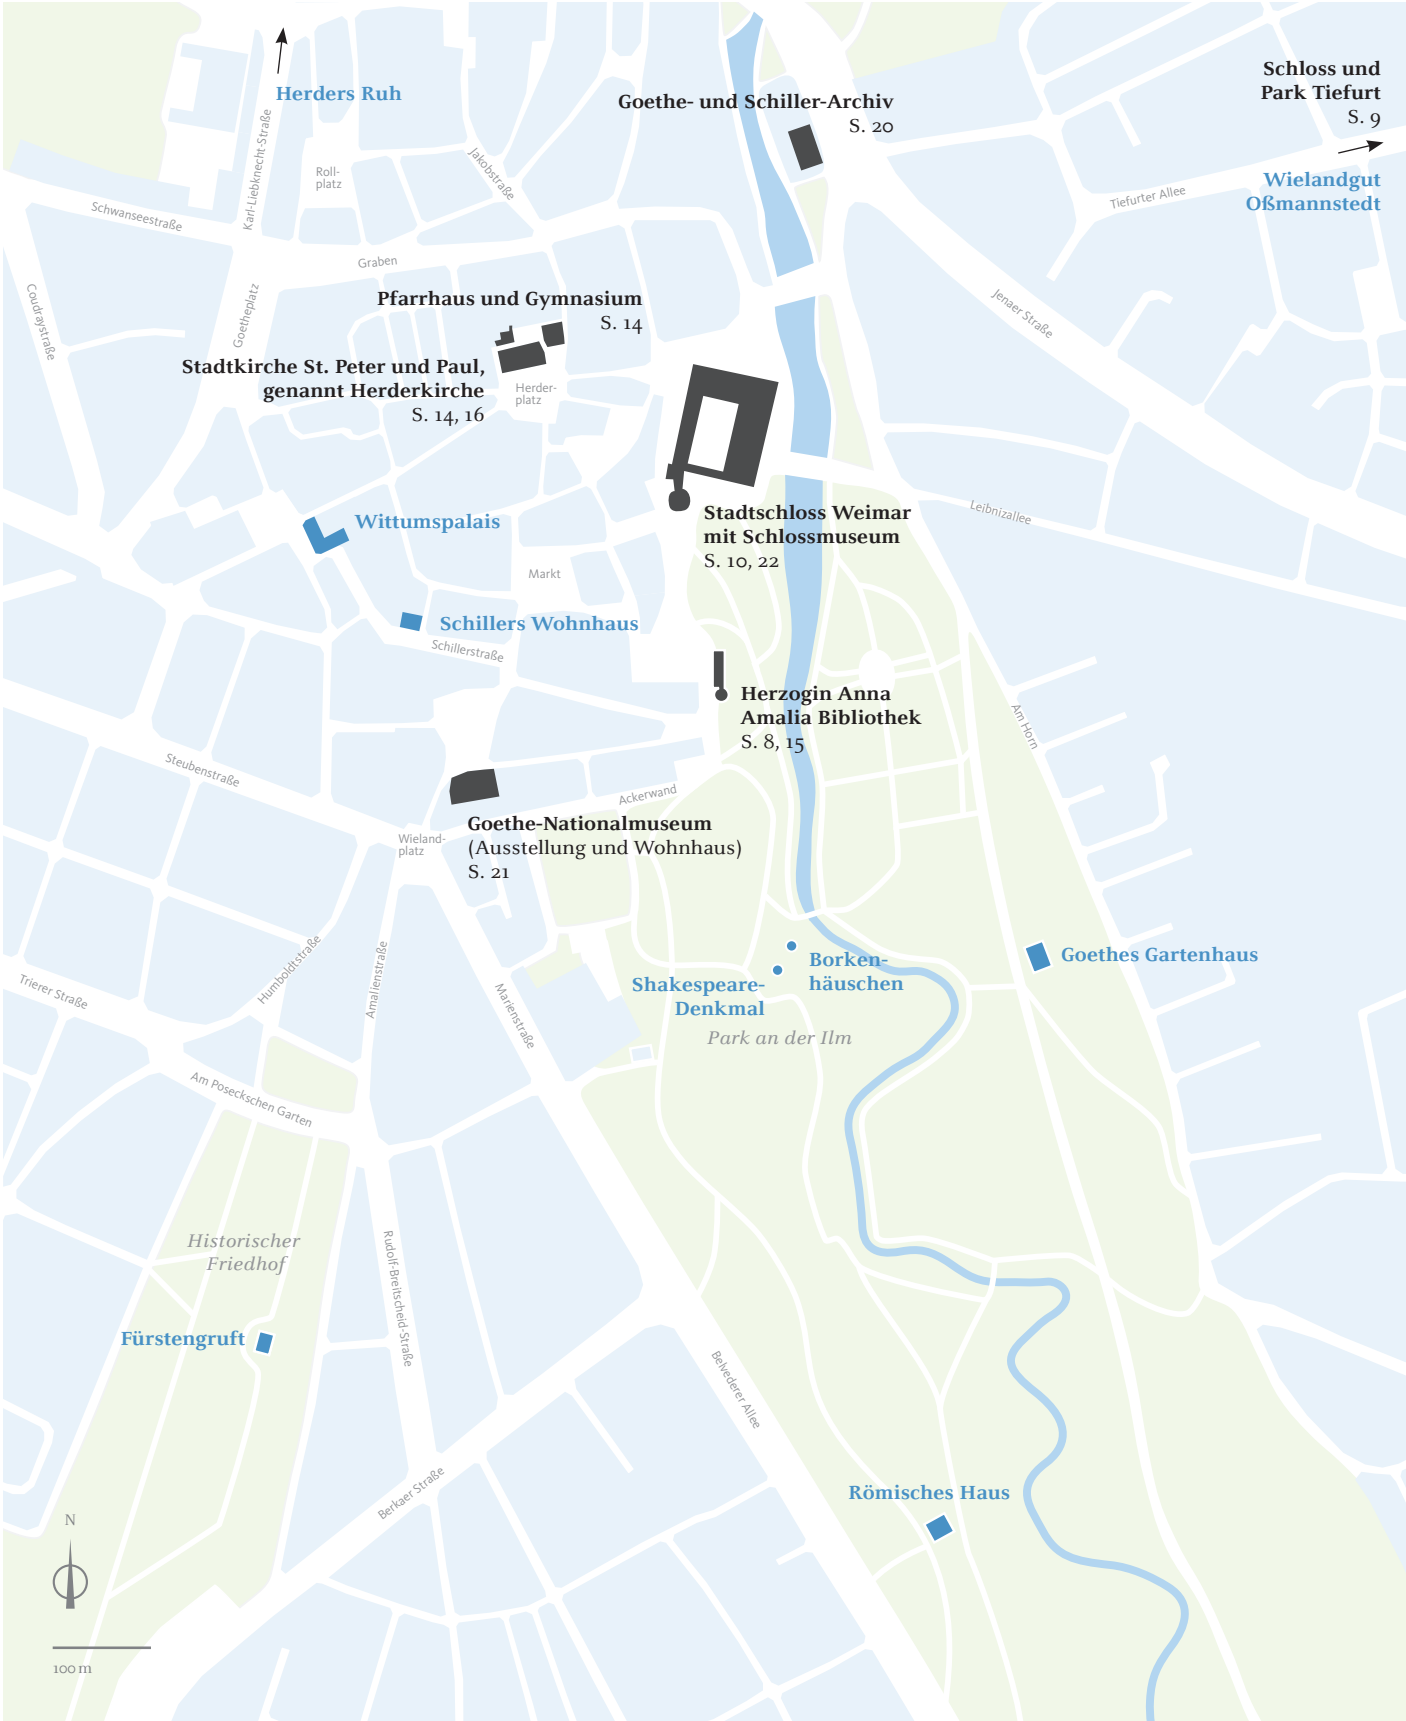 Herders Ruh
Goethe- und Schiller-Archiv
S. 20
Schloss und
Park Tiefurt
S. 9
Wielandgut
Oßmannstedt
Karl-Liebknecht-Straße
Roll-
platz
Jakobstraße
Schwanseestraße
Tiefurter Allee
Graben
Coudraystraße
Goetheplatz
Jenaer Straße
Pfarrhaus und Gymnasium
S. 14
Stadtkirche St. Peter und Paul,
genannt Herderkirche
S. 14, 16
Herder-
platz
Wittumspalais
Stadtschloss Weimar
mit Schlossmuseum
S. 10, 22
Leibnizallee
Markt
Schillers Wohnhaus
Schillerstraße
Herzogin Anna
Amalia Bibliothek
S. 8, 15
Am Horn
Steubenstraße
Ackerwand
Wieland-
platz
Goethe-Nationalmuseum
(Ausstellung und Wohnhaus)
S. 21
Humboldtstraße
Amalienstraße
Marienstraße
Trierer Straße
Borken-
häuschen
Shakespeare-
Denkmal
Goethes Gartenhaus
Park an der Ilm
Am Poseckschen Garten
Historischer
Friedhof
Rudolf-Breitscheid-Straße
Fürstengruft
Belvederer Allee
Berkaer Straße
Römisches Haus
N
100 m